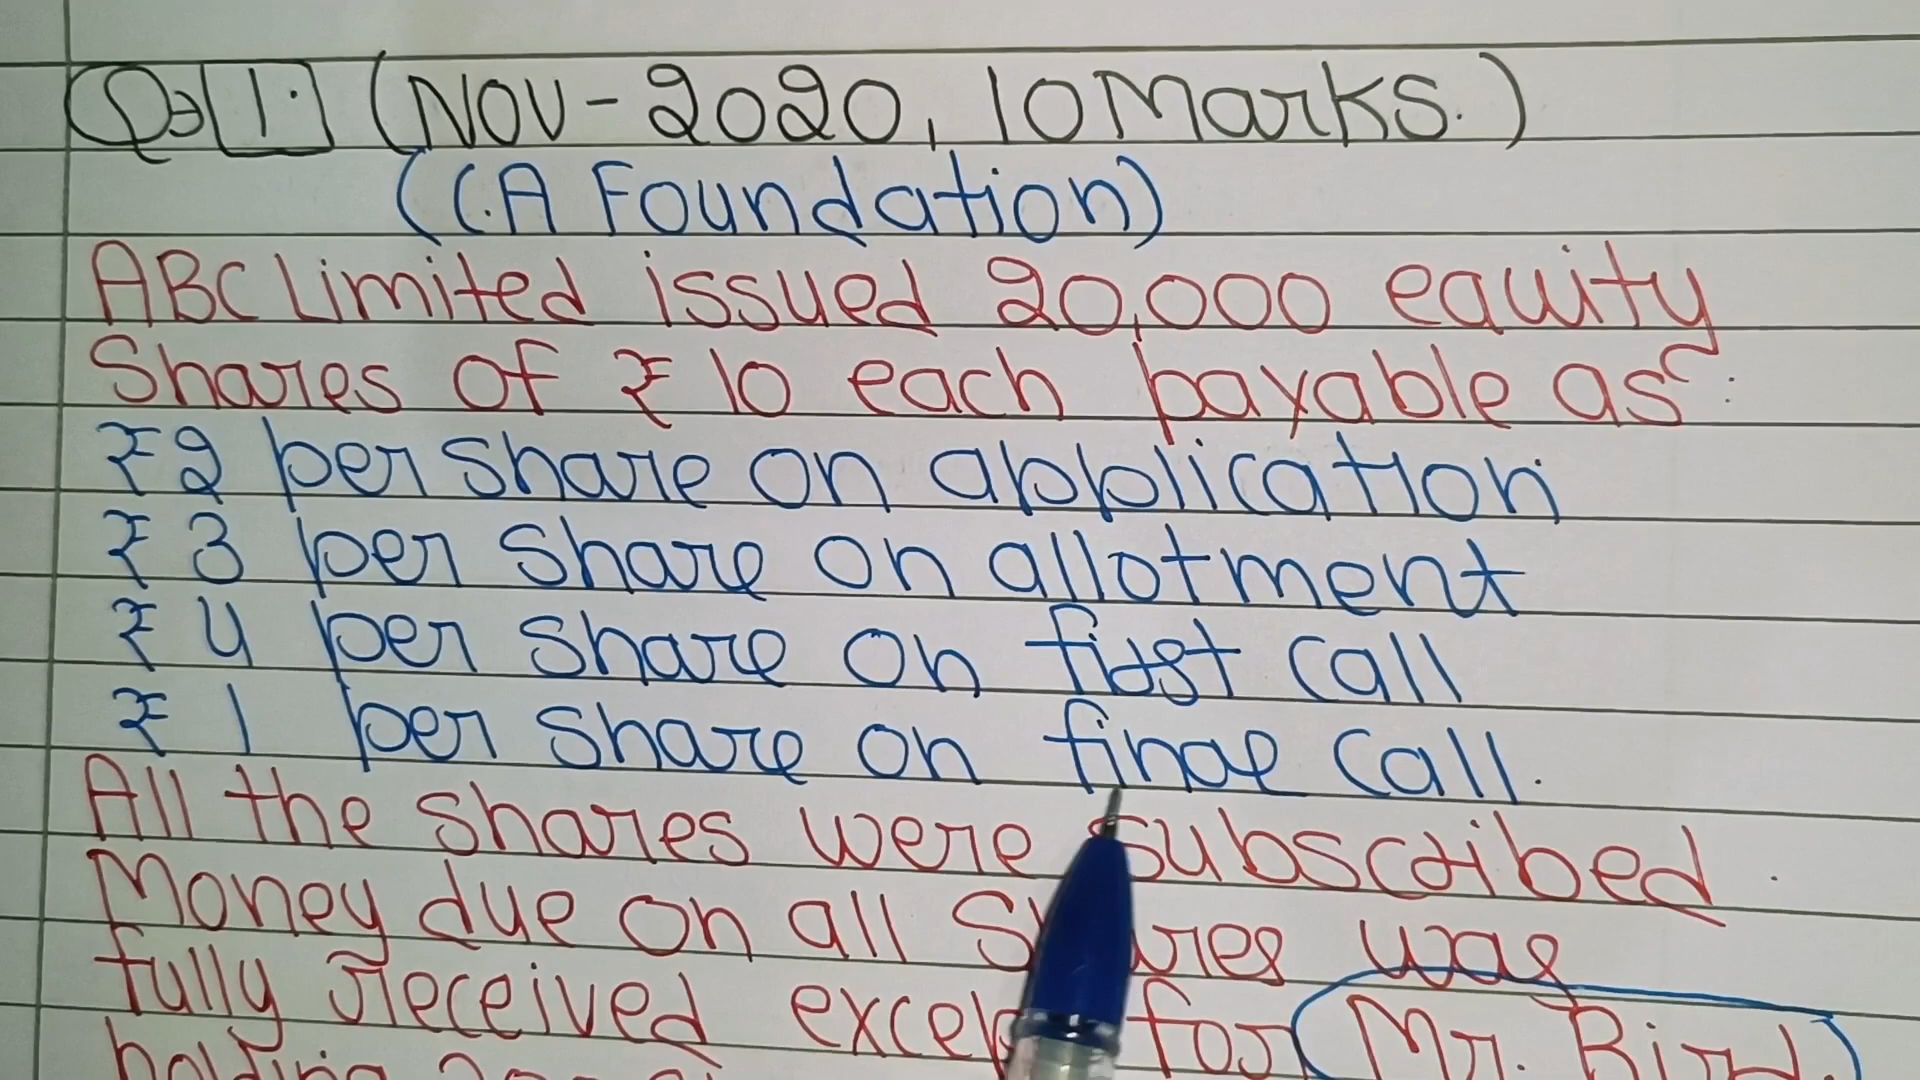 Q⇒ 1. (NOV-2020, 10 Marks.)
(C.A Foundation)
ABC Limited issued 20,000 equity
Shares of ₹ 10 each payable as:
₹ 2 per share on application
₹ 3 per share on allotment
₹ 4 per share on first call
₹ 1 per share on final call.
All the shares were subscribed.
Money due on all shares was
fully received except for Mr. Bird,
holding